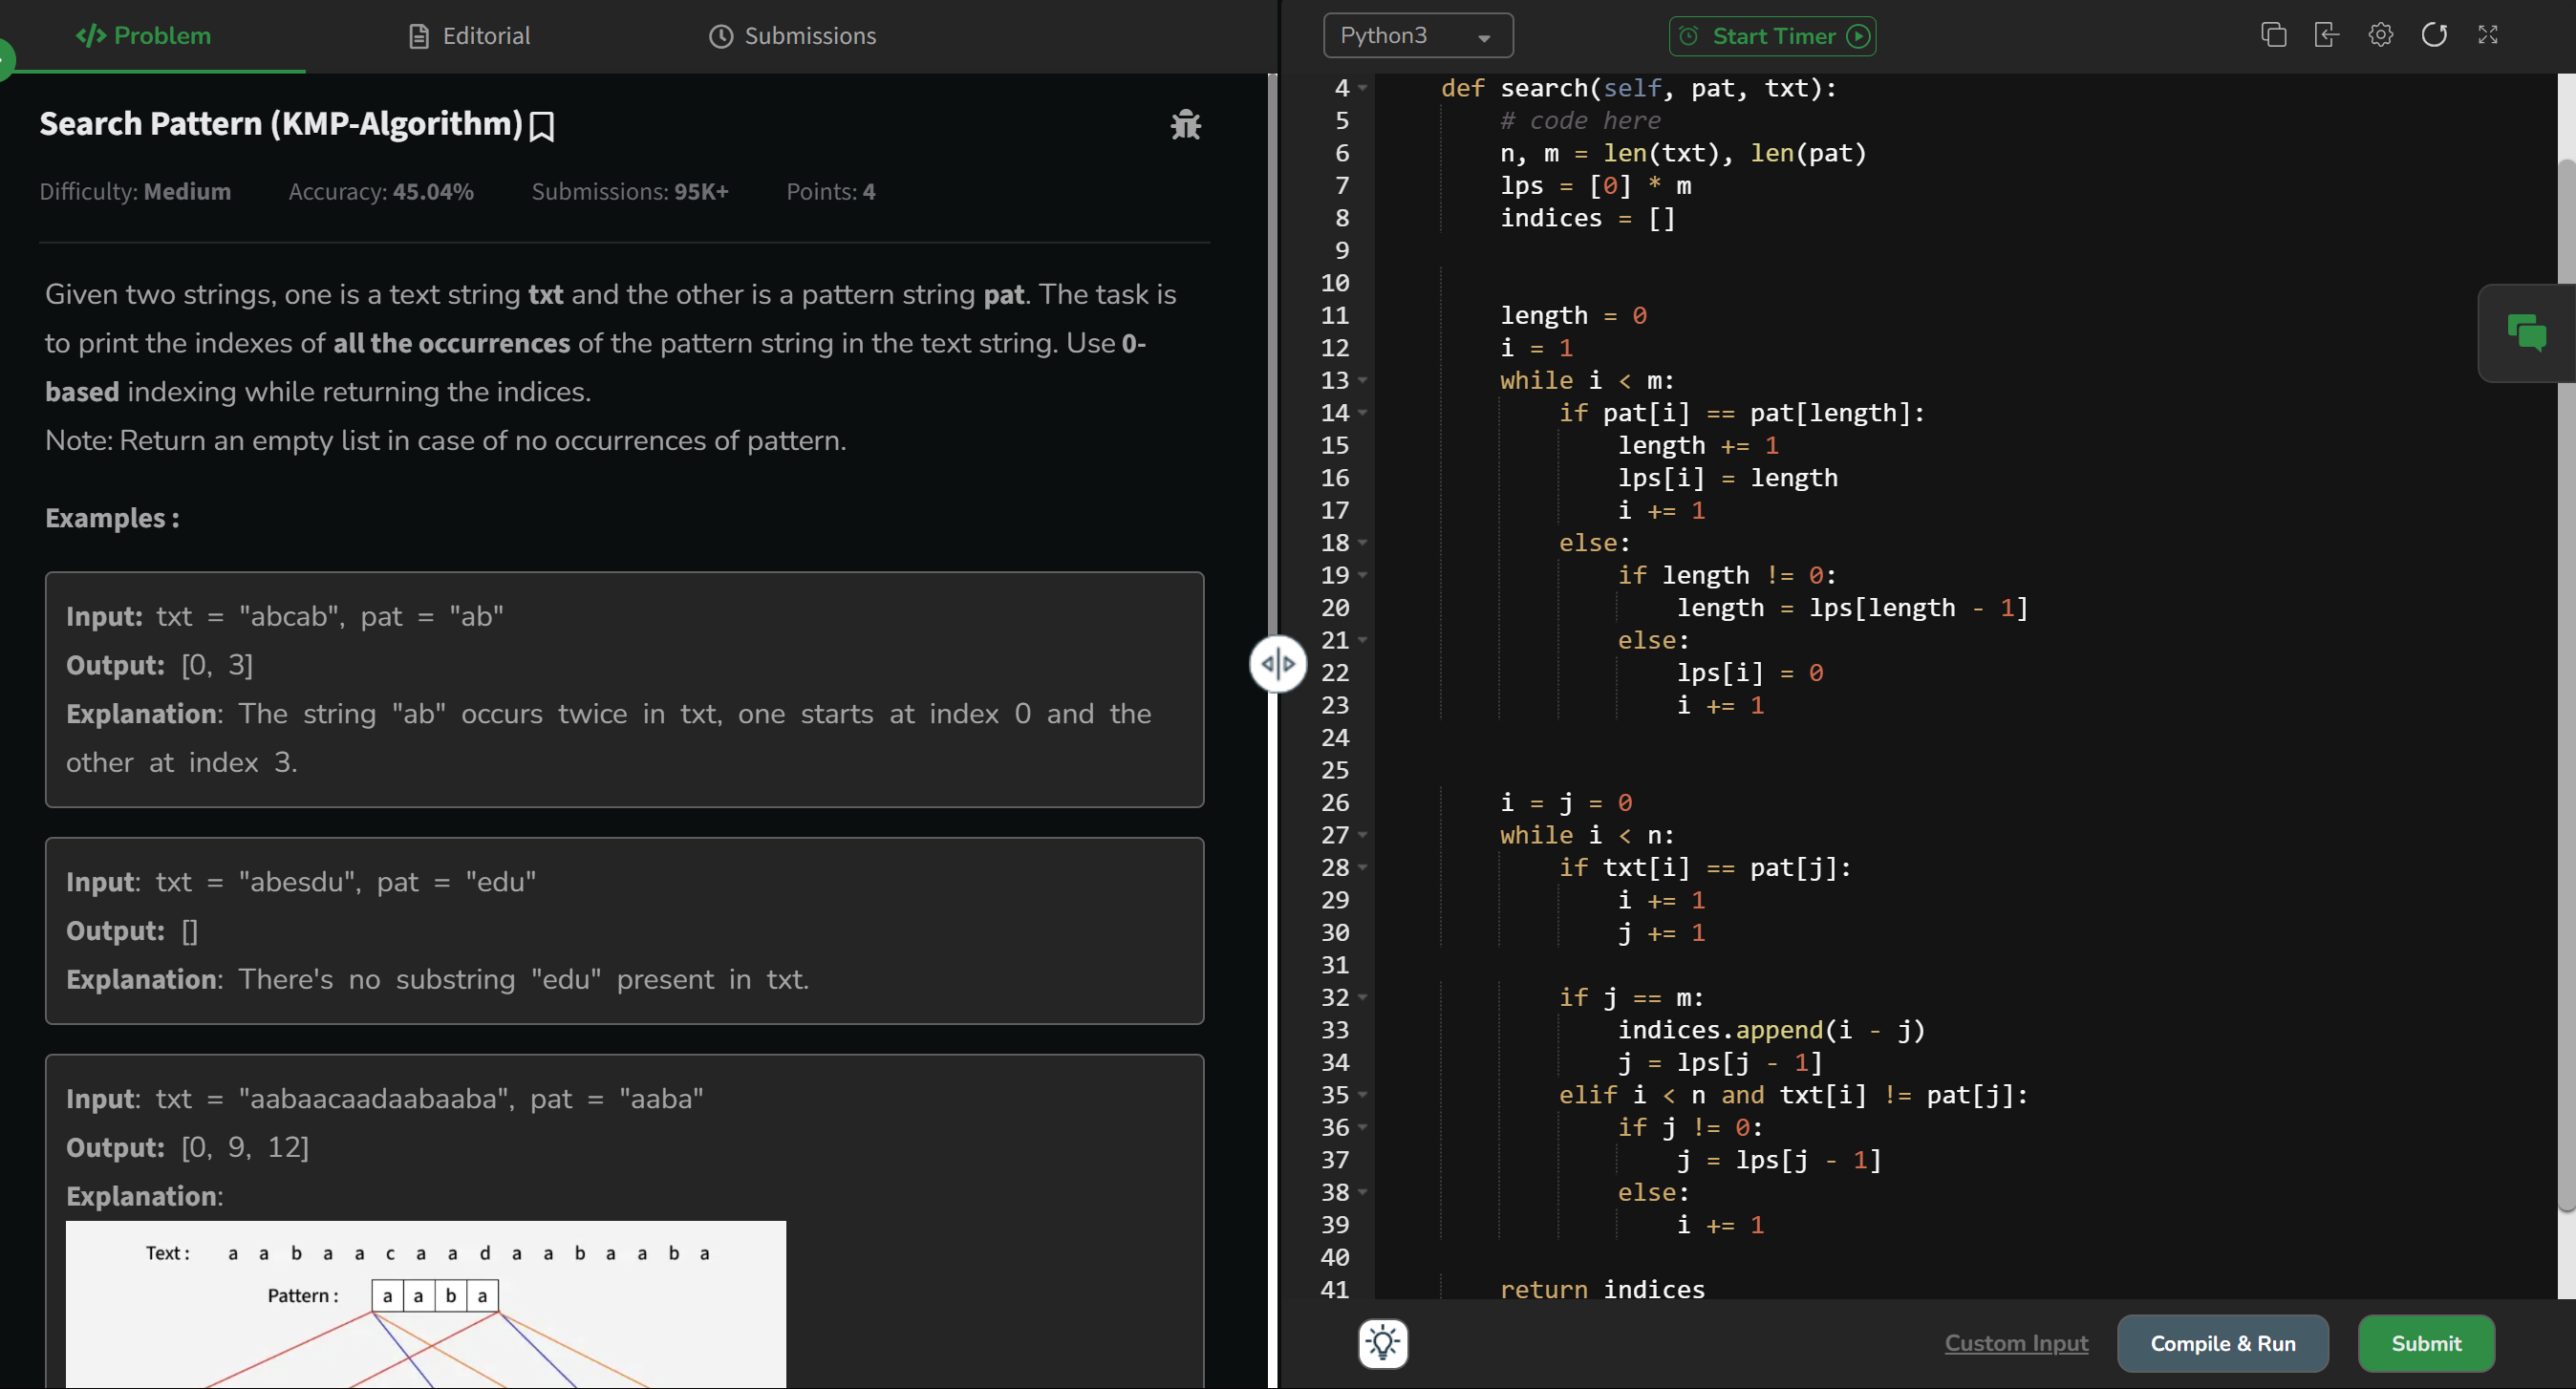 </> Problem
Editorial
Submissions
Search Pattern (KMP-Algorithm)
Difficulty: Medium Accuracy: 45.04% Submissions: 95K+ Points: 4
Given two strings, one is a text string txt and the other is a pattern string pat. The task is
to print the indexes of all the occurrences of the pattern string in the text string. Use 0-
based indexing while returning the indices.
Note: Return an empty list in case of no occurrences of pattern.
Examples :
Input: txt = "abcab", pat = "ab"
Output: [0, 3]
Explanation: The string "ab" occurs twice in txt, one starts at index 0 and the
other at index 3.
Input: txt = "abesdu", pat = "edu"
Output: []
Explanation: There's no substring "edu" present in txt.
Input: txt = "aabaacaadaabaaba", pat = "aaba"
Output: [0, 9, 12]
Explanation:
Text : a a b a a c a a d a a b a a b a
Pattern : a a b a
Python3
Start Timer
4 def search(self, pat, txt):
5 # code here
6 n, m = len(txt), len(pat)
7 lps = [0] * m
8 indices = []
9
10
11 length = 0
12 i = 1
13 while i < m:
14 if pat[i] == pat[length]:
15 length += 1
16 lps[i] = length
17 i += 1
18 else:
19 if length != 0:
20 length = lps[length - 1]
21 else:
22 lps[i] = 0
23 i += 1
24
25
26 i = j = 0
27 while i < n:
28 if txt[i] == pat[j]:
29 i += 1
30 j += 1
31
32 if j == m:
33 indices.append(i - j)
34 j = lps[j - 1]
35 elif i < n and txt[i] != pat[j]:
36 if j != 0:
37 j = lps[j - 1]
38 else:
39 i += 1
40
41 return indices
Custom Input
Compile & Run
Submit